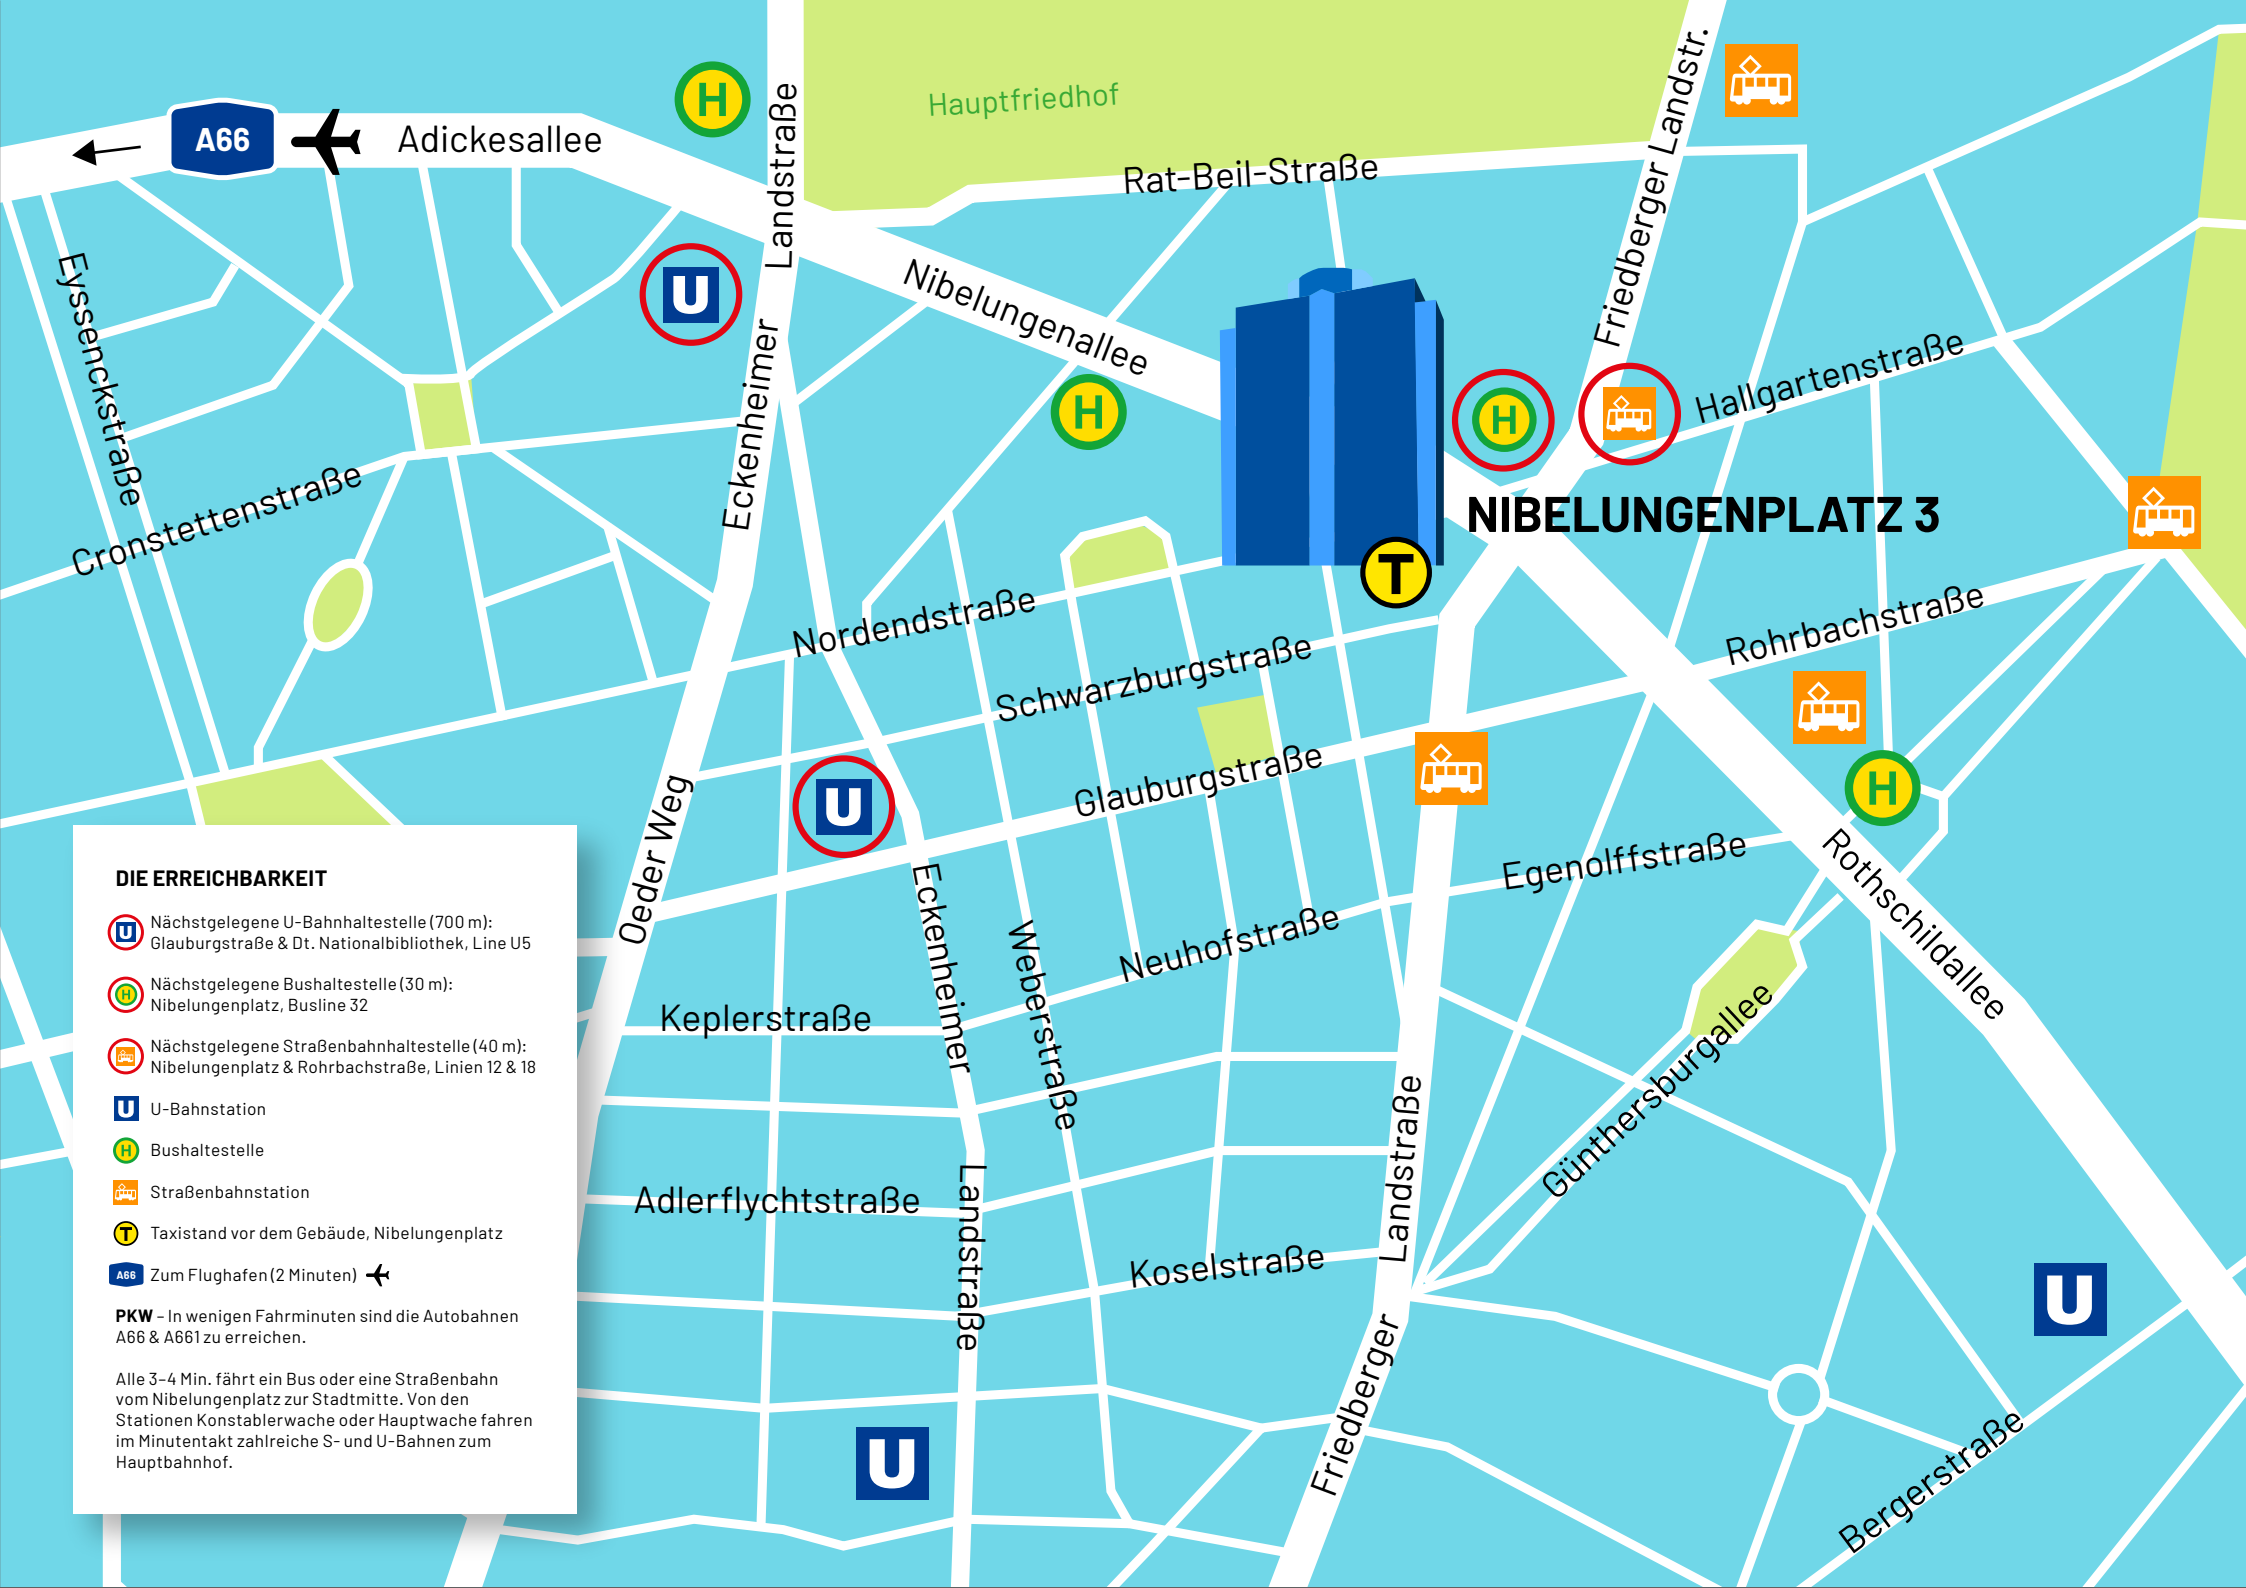 Hauptfriedhof
A66
Adickesallee
H
Landstraße
Rat-Beil-Straße
Friedberger Landstr.
U
Eyssenckstraße
Nibelungenallee
Eckenheimer
H
H
Hallgartenstraße
Cronstettenstraße
NIBELUNGENPLATZ 3
T
Nordendstraße
Rohrbachstraße
Schwarzburgstraße
U
Glauburgstraße
H
Oeder Weg
Egenolffstraße
Rothschildallee
Eckenheimer
Weberstraße
Neuhofstraße
Keplerstraße
Günthersburgallee
Landstraße
Adlerflychtstraße
Landstraße
Koselstraße
Friedberger
U
U
Bergerstraße
DIE ERREICHBARKEIT
U Nächstgelegene U-Bahnhaltestelle (700 m):
Glauburgstraße & Dt. Nationalbibliothek, Line U5
H Nächstgelegene Bushaltestelle (30 m):
Nibelungenplatz, Busline 32
Nächstgelegene Straßenbahnhaltestelle (40 m):
Nibelungenplatz & Rohrbachstraße, Linien 12 & 18
U U-Bahnstation
H Bushaltestelle
Straßenbahnstation
T Taxistand vor dem Gebäude, Nibelungenplatz
A66 Zum Flughafen (2 Minuten)
PKW – In wenigen Fahrminuten sind die Autobahnen
A66 & A661 zu erreichen.
Alle 3–4 Min. fährt ein Bus oder eine Straßenbahn
vom Nibelungenplatz zur Stadtmitte. Von den
Stationen Konstablerwache oder Hauptwache fahren
im Minutentakt zahlreiche S- und U-Bahnen zum
Hauptbahnhof.